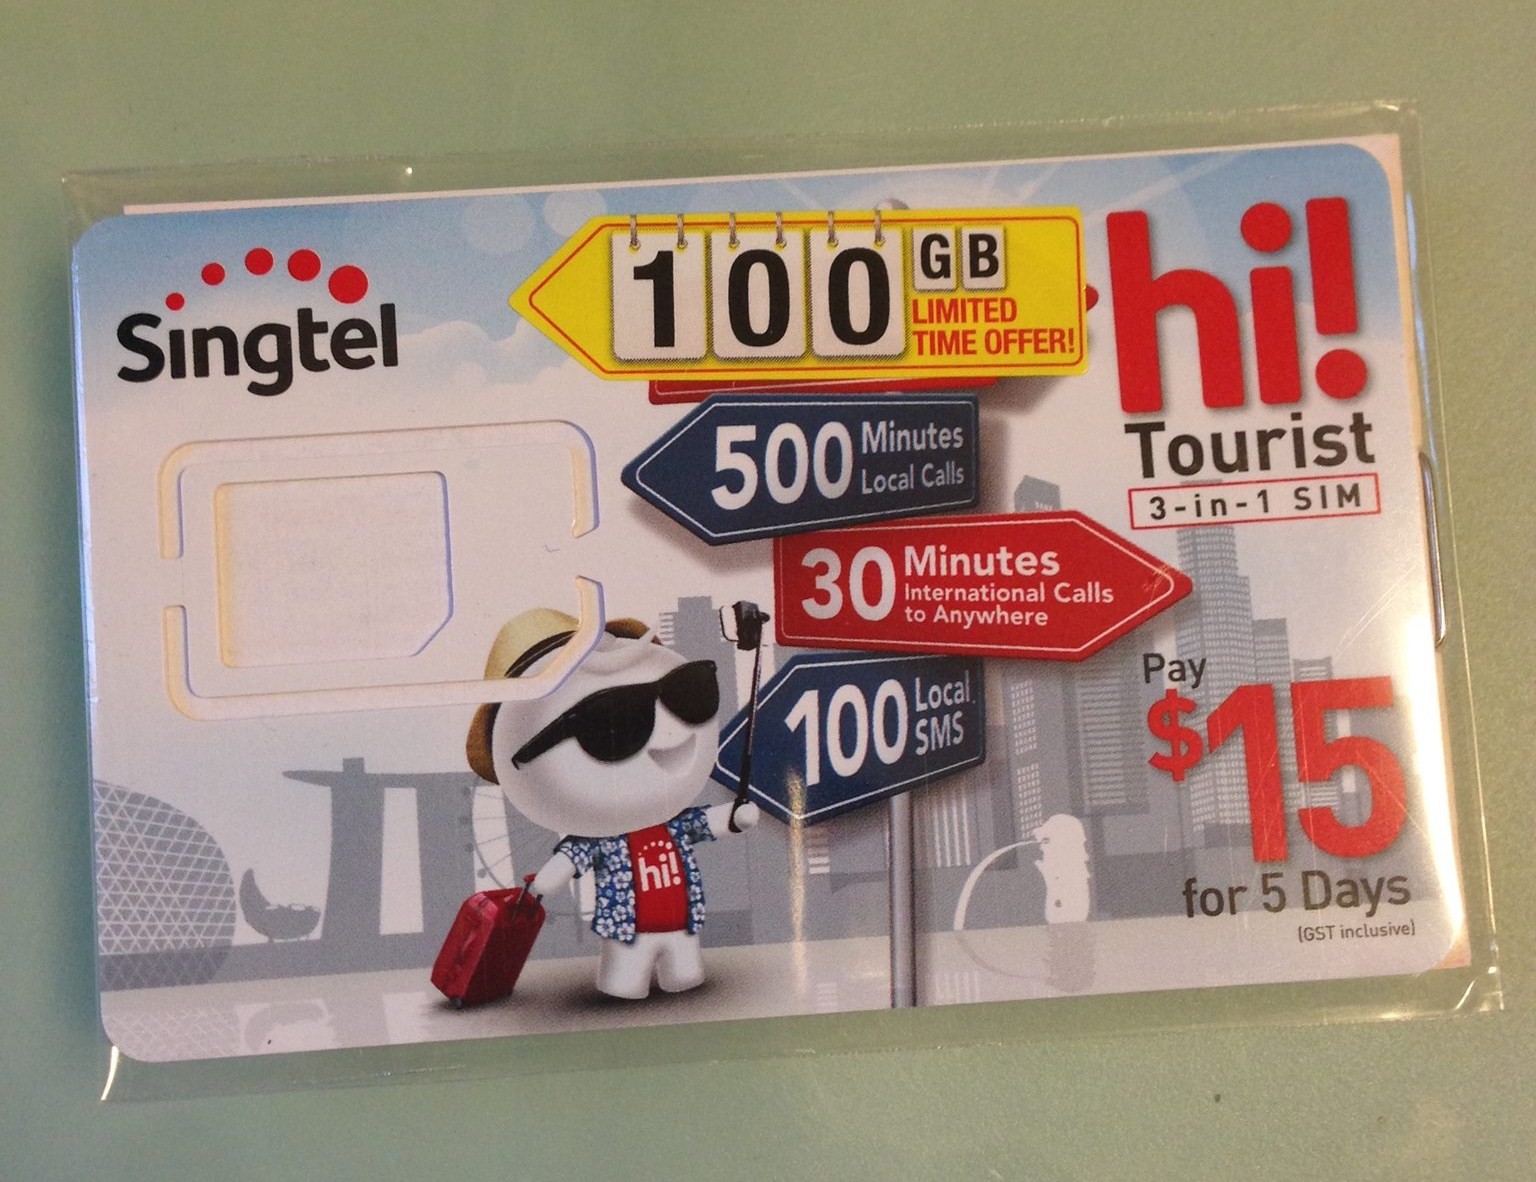 Singtel
100 GB
LIMITED
TIME OFFER!
hi!
Tourist
3-in-1 SIM
500 Minutes
Local Calls
30 Minutes
International Calls
to Anywhere
100 Local
SMS
hi!
Pay
$15
for 5 Days
(GST inclusive)